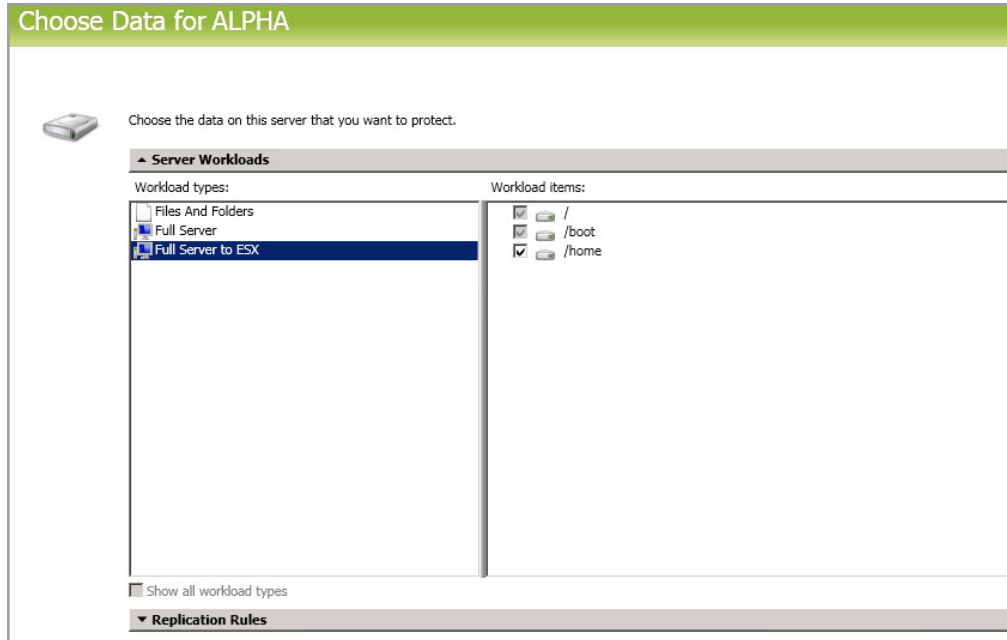 Choose Data for ALPHA
Choose the data on this server that you want to protect.
Server Workloads
Workload types:
Workload items:
Files And Folders
Full Server
Full Server to ESX
/
/boot
/home
Show all workload types
Replication Rules